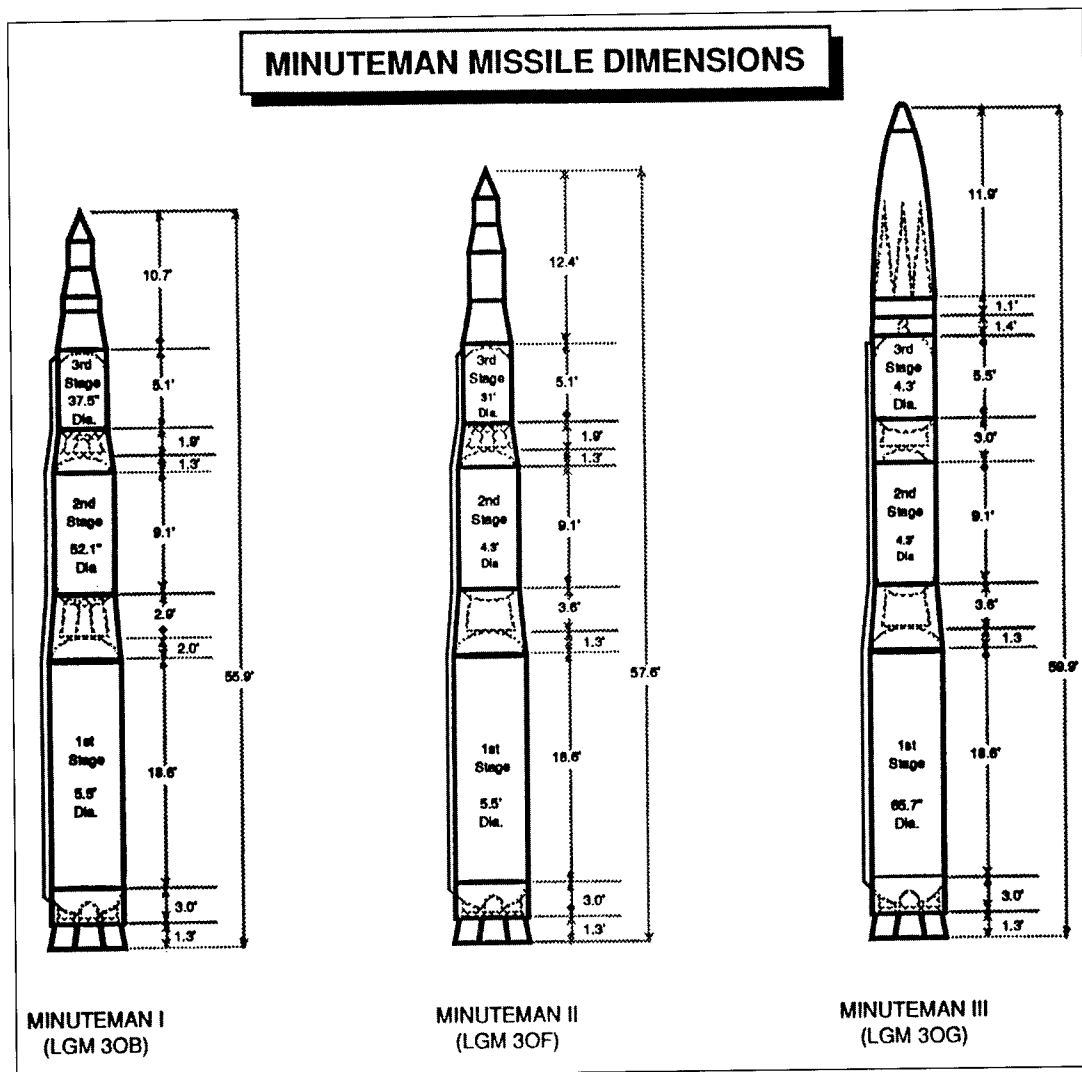 MINUTEMAN MISSILE DIMENSIONS
10.7'
3rd
Stage
37.5"
Dia.
5.1'
1.9'
1.3'
2nd
Stage
52.1"
Dia
9.1'
2.9'
2.0'
55.9'
1st
Stage
5.5'
Dia.
18.6'
3.0'
1.3'
MINUTEMAN I
(LGM 3OB)
12.4'
3rd
Stage
Dia.
5.1'
1.9'
1.3'
2nd
Stage
4.3'
Dia
9.1'
3.6'
1.3'
57.6'
1st
Stage
5.5'
Dia.
18.6'
3.0'
1.3'
MINUTEMAN II
(LGM 3OF)
11.9'
1.1'
1.4'
3rd
Stage
4.3'
Dia.
5.5'
3.0'
2nd
Stage
4.3'
Dia
9.1'
3.6'
1.3
59.9'
1st
Stage
65.7"
Dia.
18.6'
3.0'
1.3'
MINUTEMAN III
(LGM 3OG)